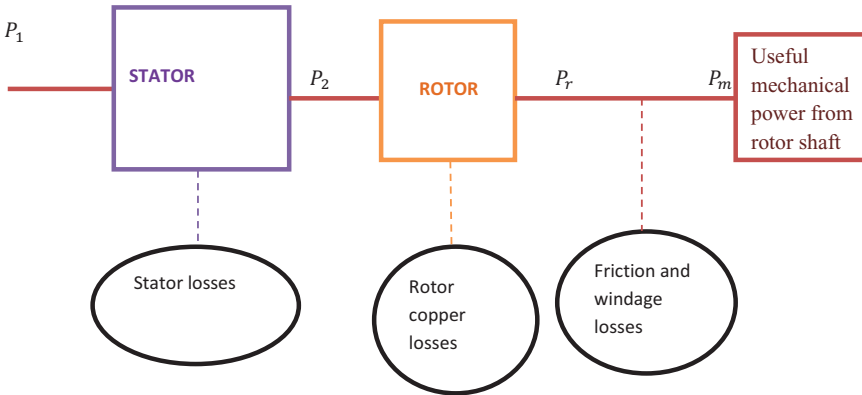 P₁
STATOR
P₂
ROTOR
Pᵣ
Pₘ
Useful
mechanical
power from
rotor shaft
Stator losses
Rotor
copper
losses
Friction and
windage
losses